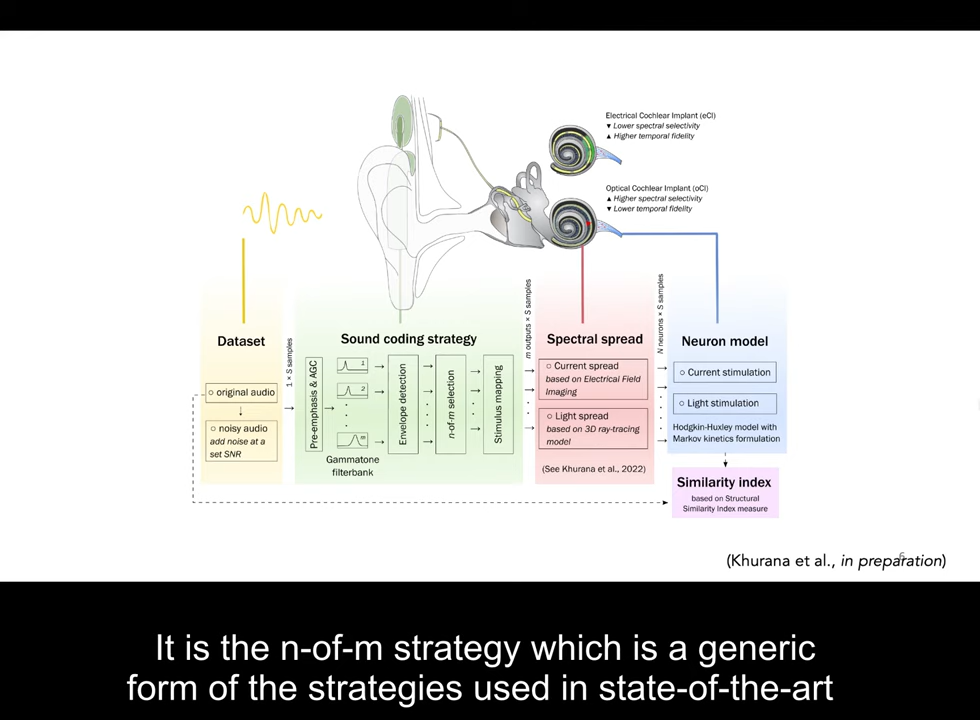 Electrical Cochlear Implant (eCI)
▼ Lower spectral selectivity
▲ Higher temporal fidelity
Optical Cochlear Implant (oCI)
▲ Higher spectral selectivity
▼ Lower temporal fidelity
Dataset
○ original audio
○ noisy audio
add noise at a
set SNR
1 × S samples
Sound coding strategy
Pre-emphasis & AGC
1
2
m
Gammatone
filterbank
Envelope detection
n-of-m selection
Stimulus mapping
m outputs × S samples
Spectral spread
○ Current spread
based on Electrical Field
Imaging
○ Light spread
based on 3D ray-tracing
model
(See Khurana et al., 2022)
N neurons × S samples
Neuron model
○ Current stimulation
○ Light stimulation
Hodgkin-Huxley model with
Markov kinetics formulation
Similarity index
based on Structural
Similarity Index measure
6
(Khurana et al., in preparation)
It is the n-of-m strategy which is a generic
form of the strategies used in state-of-the-art